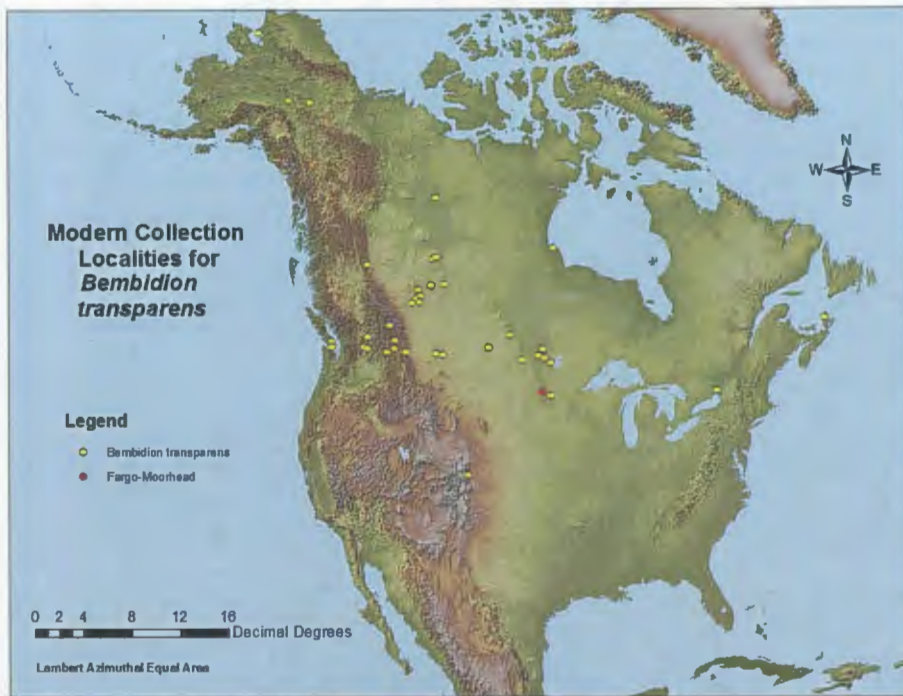 N
W E
S
Modern Collection
Localities for
Bembidion
transparens
Legend
Bembidion transparens
Fargo-Moorhead
0 2 4 8 12 16
Decimal Degrees
Lambert Azimuthal Equal Area